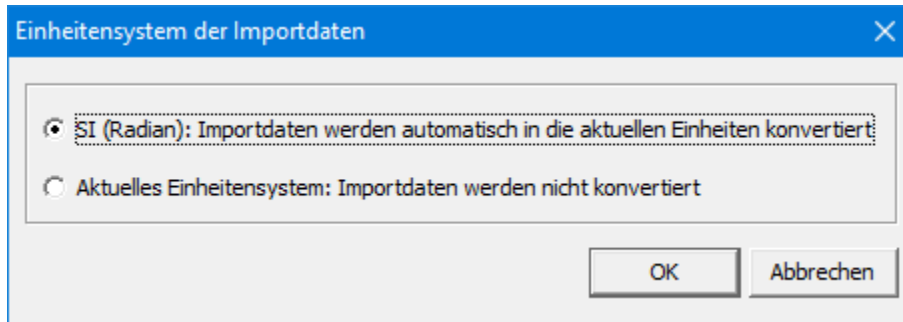 Einheitensystem der Importdaten
SI (Radian): Importdaten werden automatisch in die aktuellen Einheiten konvertiert
Aktuelles Einheitensystem: Importdaten werden nicht konvertiert
OK Abbrechen